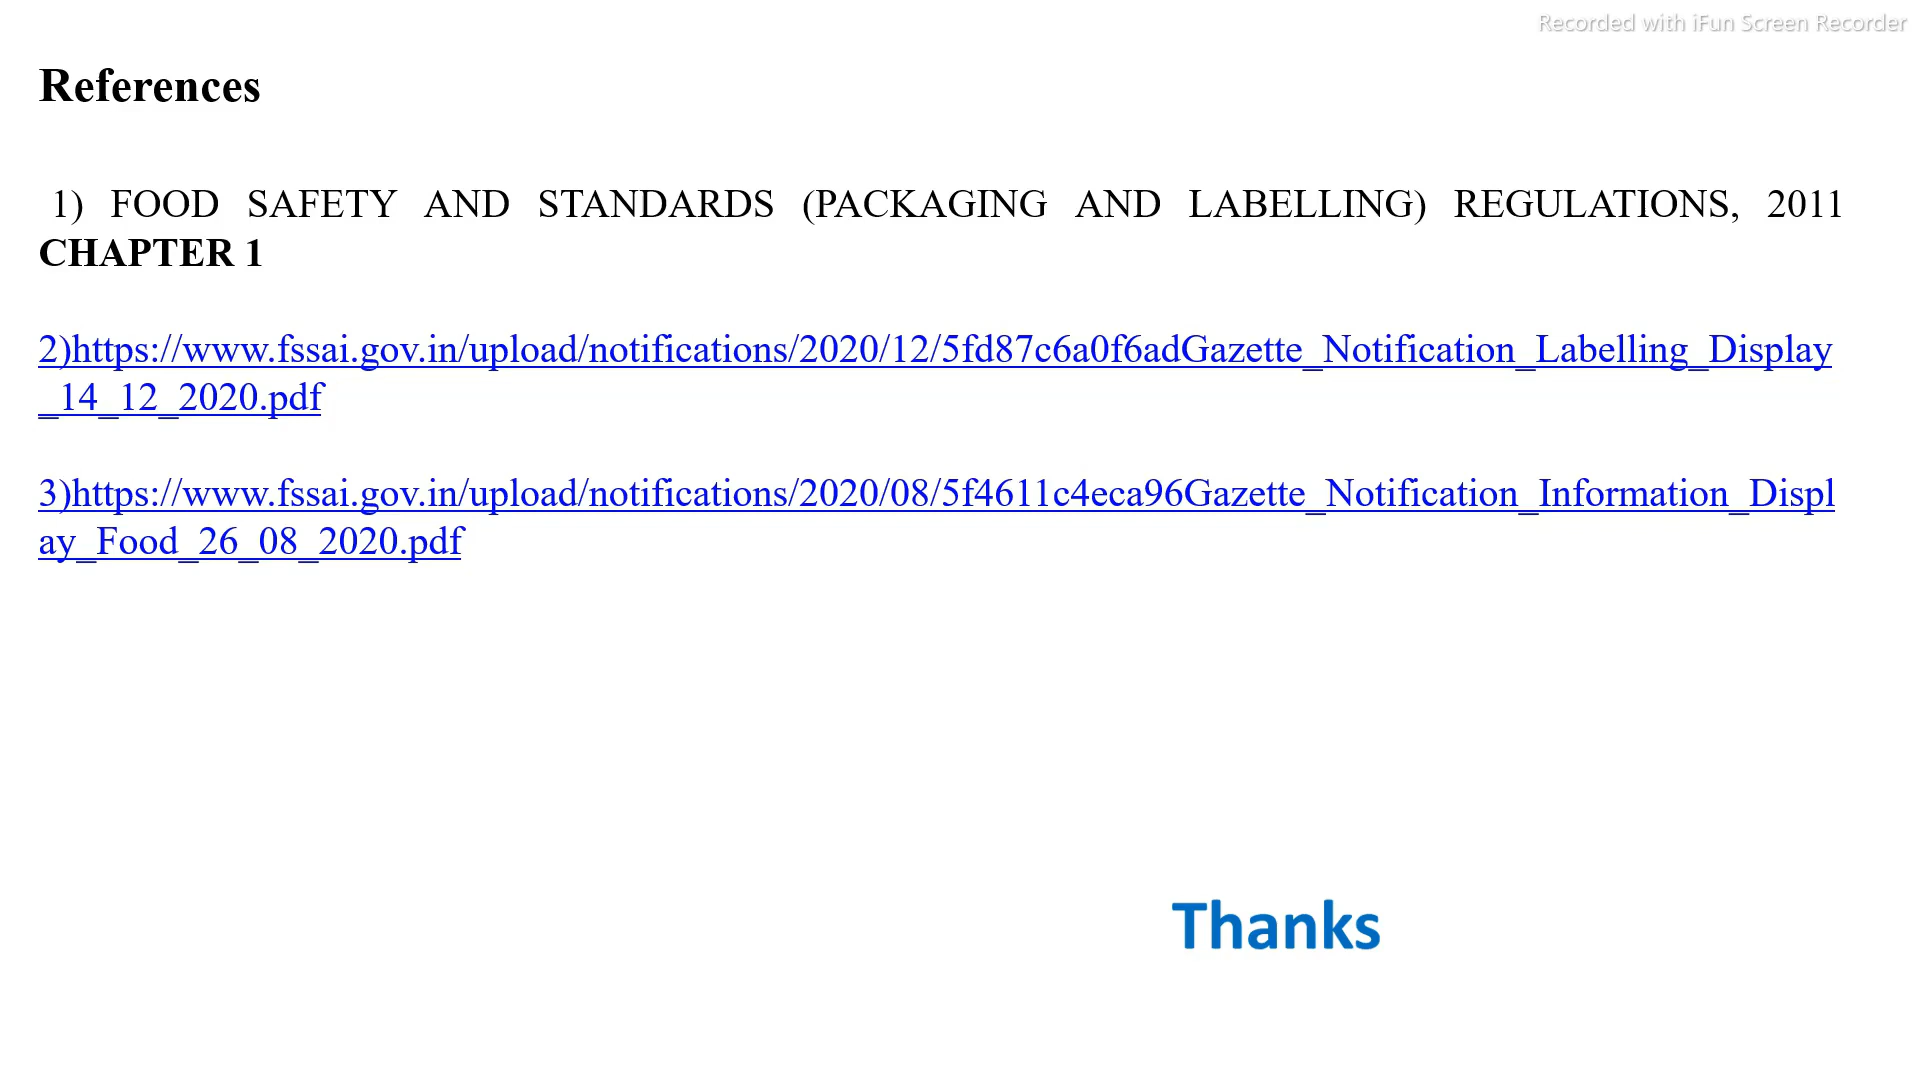 Recorded with iFun Screen Recorder
References
1) FOOD SAFETY AND STANDARDS (PACKAGING AND LABELLING) REGULATIONS, 2011
CHAPTER 1
2)https://www.fssai.gov.in/upload/notifications/2020/12/5fd87c6a0f6adGazette_Notification_Labelling_Display
_14_12_2020.pdf
3)https://www.fssai.gov.in/upload/notifications/2020/08/5f4611c4eca96Gazette_Notification_Information_Displ
ay_Food_26_08_2020.pdf
Thanks